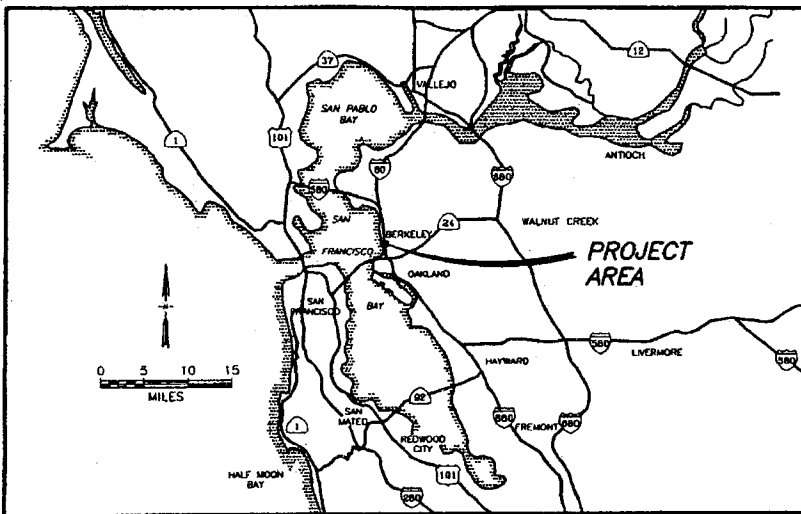 12
37
VALLEJO
SAN PABLO
BAY
101
1
80
ANTIOCH
580
680
SAN
24
WALNUT CREEK
BERKELEY
FRANCISCO
PROJECT
AREA
OAKLAND
BAY
SAN
FRANCISCO
580
HAYWARD
LIVERMORE
580
0 5 10 15
MILES
92
SAN
MATEO
880
FREMONT
680
1
REDWOOD
CITY
HALF MOON
BAY
101
280